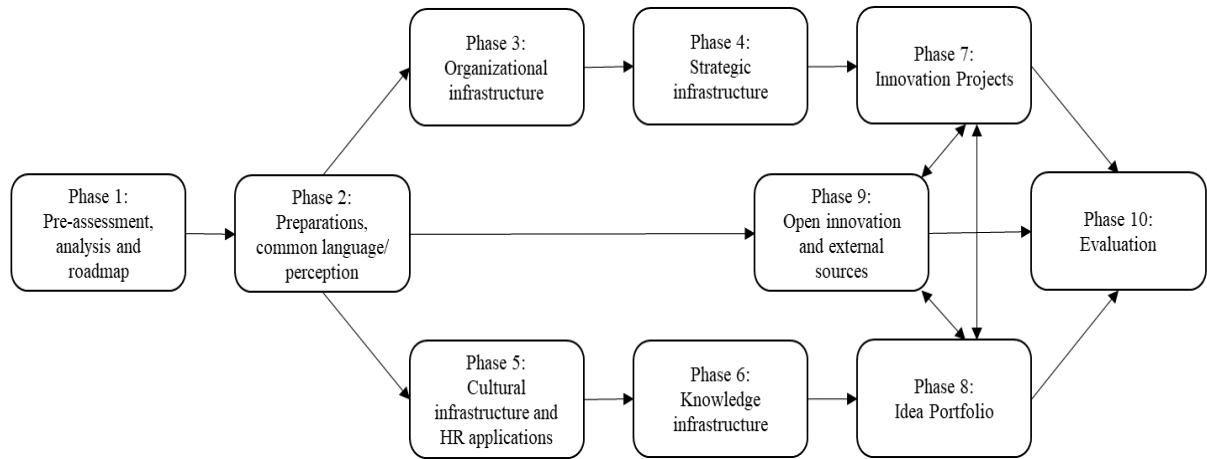 Phase 1:
Pre-assessment,
analysis and
roadmap
Phase 2:
Preparations,
common language/
perception
Phase 3:
Organizational
infrastructure
Phase 4:
Strategic
infrastructure
Phase 5:
Cultural
infrastructure and
HR applications
Phase 6:
Knowledge
infrastructure
Phase 7:
Innovation Projects
Phase 8:
Idea Portfolio
Phase 9:
Open innovation
and external
sources
Phase 10:
Evaluation